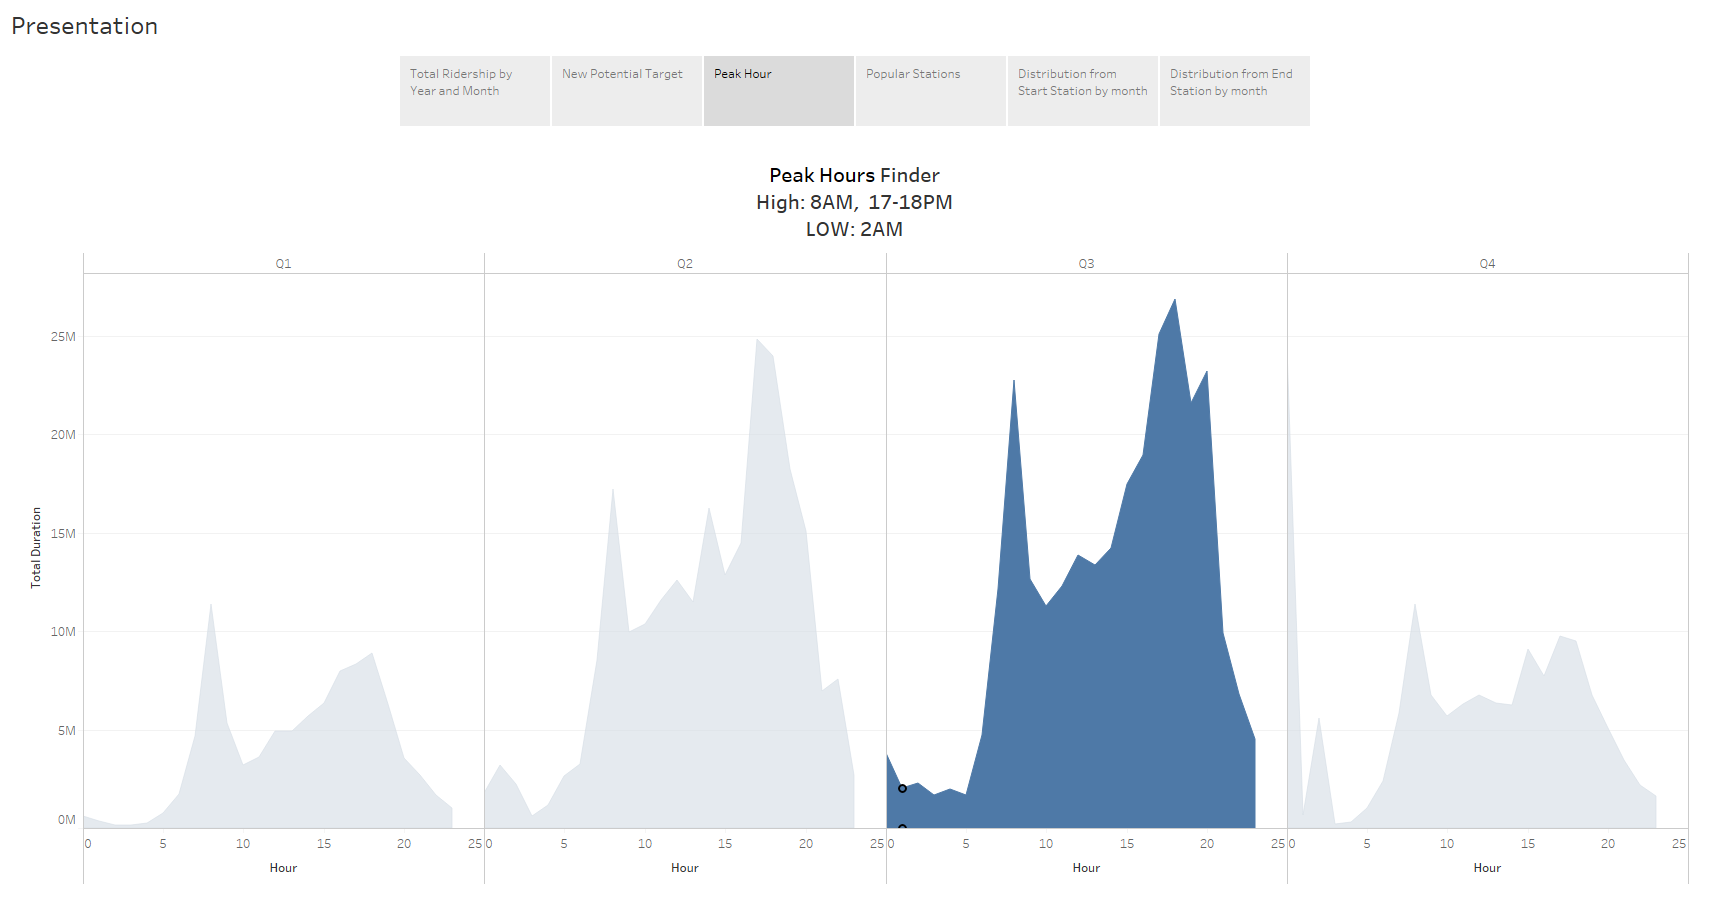 Presentation
Total Ridership by
Year and Month
New Potential Target
Peak Hour
Popular Stations
Distribution from
Start Station by month
Distribution from End
Station by month
Peak Hours Finder
High: 8AM, 17-18PM
LOW: 2AM
Q1
Q2
Q3
Q4
25M
20M
15M
10M
5M
0M
Total Duration
0 5 10 15 20 25
0 5 10 15 20 25
0 5 10 15 20 25
0 5 10 15 20 25
Hour
Hour
Hour
Hour